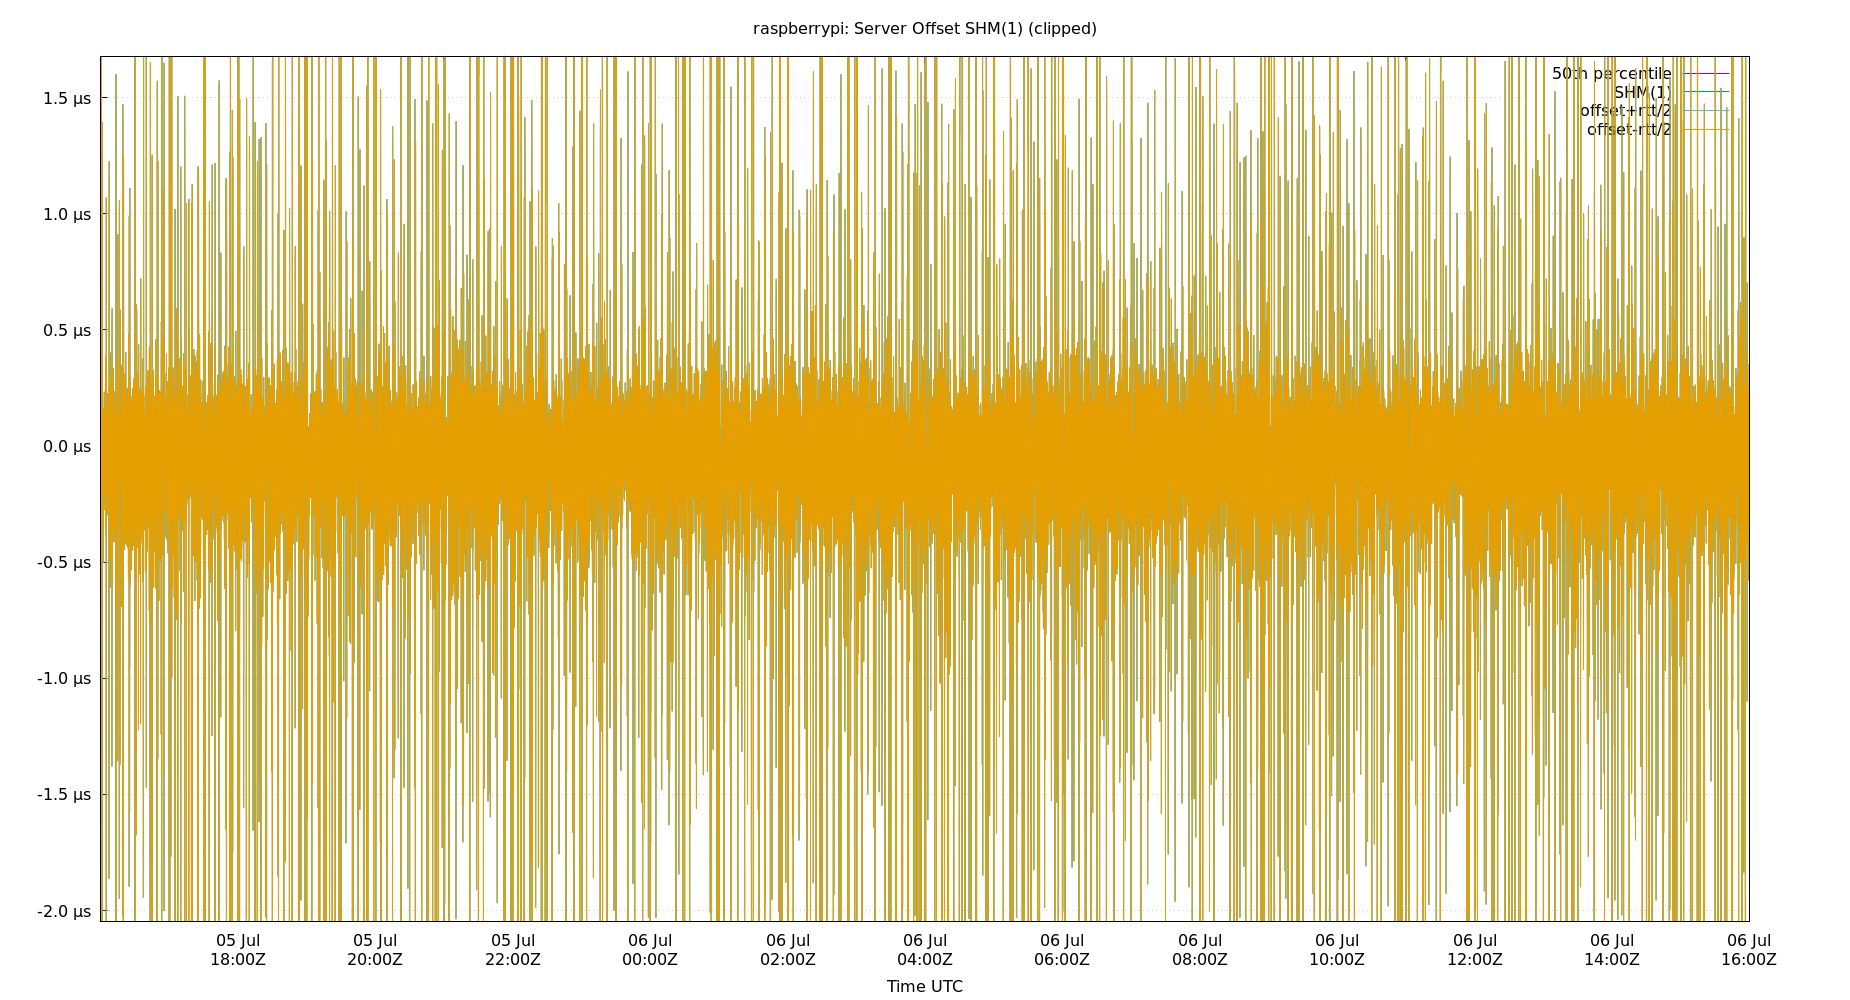 raspberrypi: Server Offset SHM(1) (clipped)
50th percentile
SHM(1)
offset+rtt/2
offset-rtt/2
1.5 µs
1.0 µs
0.5 µs
0.0 µs
-0.5 µs
-1.0 µs
-1.5 µs
-2.0 µs
05 Jul 05 Jul 05 Jul 06 Jul 06 Jul 06 Jul 06 Jul 06 Jul 06 Jul 06 Jul 06 Jul 06 Jul
18:00Z 20:00Z 22:00Z 00:00Z 02:00Z 04:00Z 06:00Z 08:00Z 10:00Z 12:00Z 14:00Z 16:00Z
Time UTC